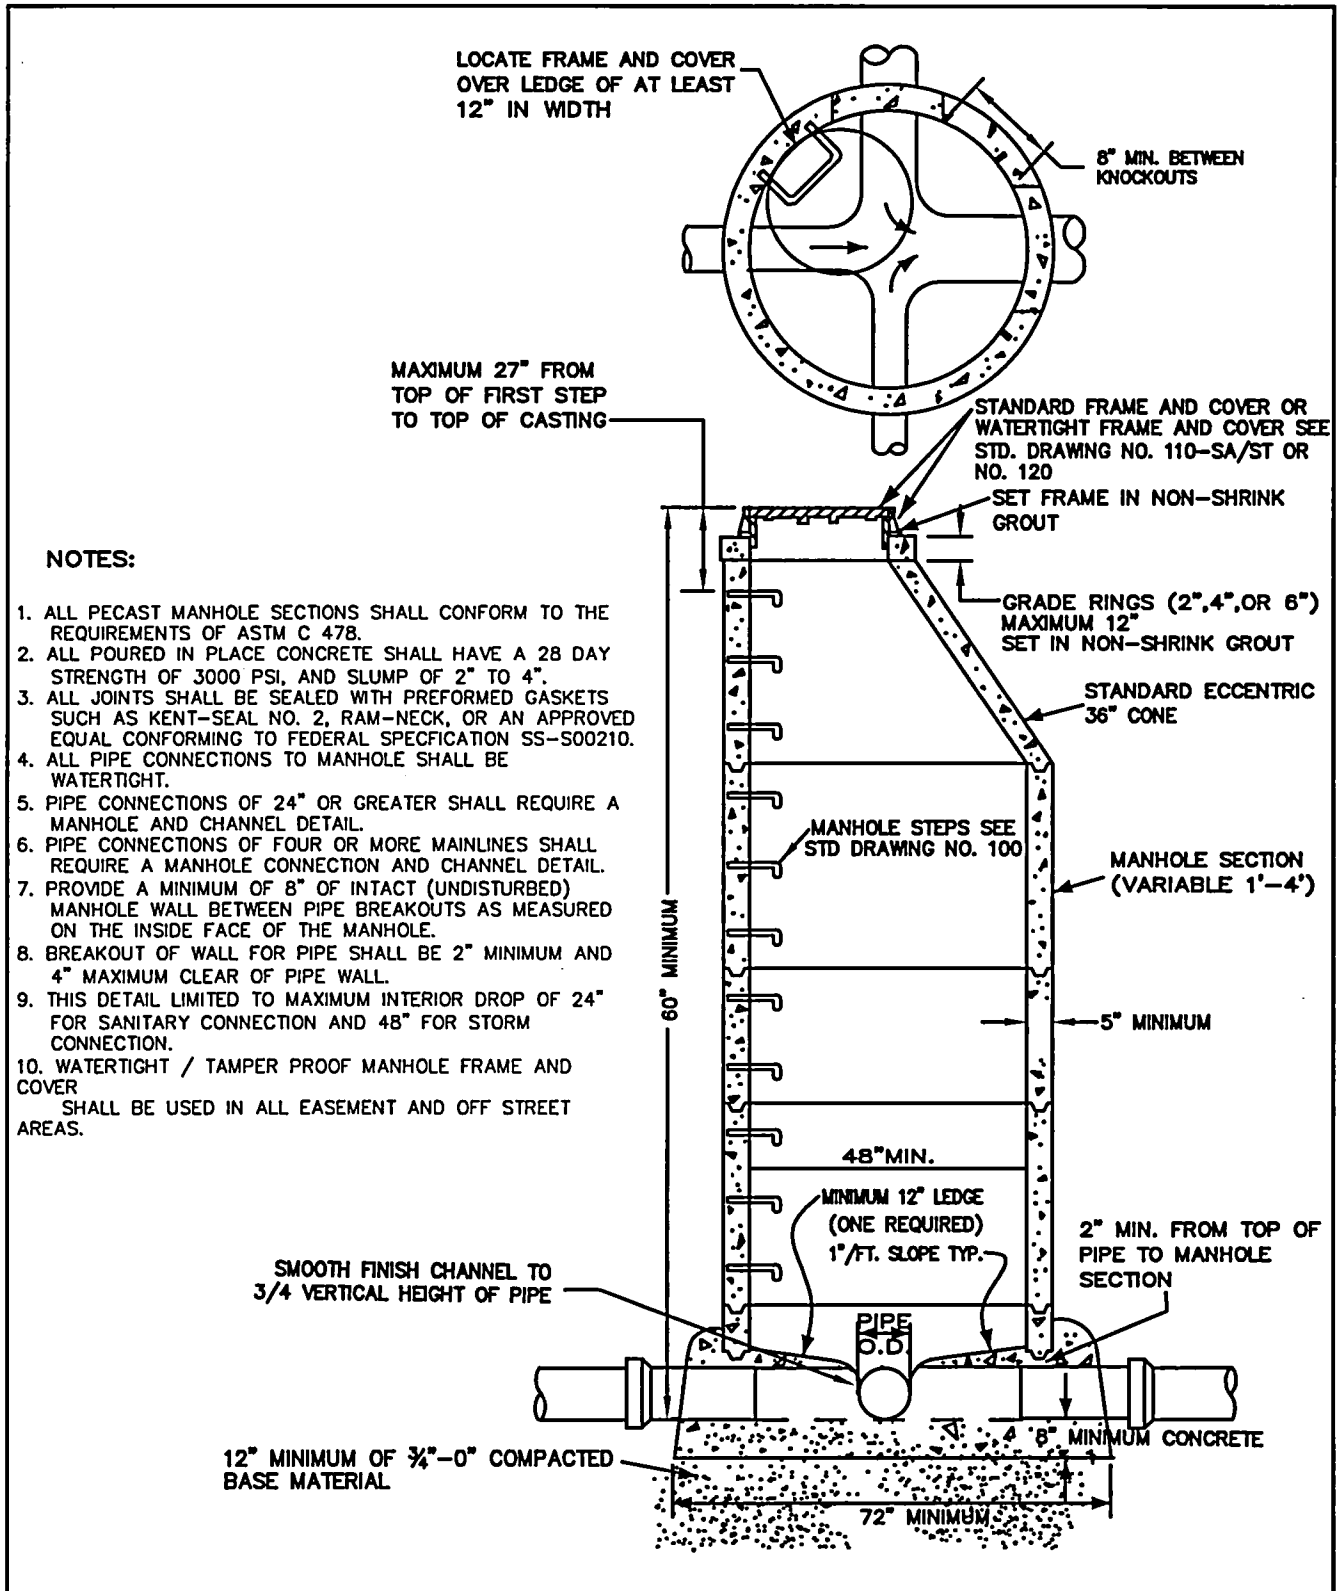 LOCATE FRAME AND COVER
OVER LEDGE OF AT LEAST
12" IN WIDTH
8" MIN. BETWEEN
KNOCKOUTS
MAXIMUM 27" FROM
TOP OF FIRST STEP
TO TOP OF CASTING
STANDARD FRAME AND COVER OR
WATERTIGHT FRAME AND COVER SEE
STD. DRAWING NO. 110-SA/ST OR
NO. 120
SET FRAME IN NON-SHRINK
GROUT
NOTES:
1. ALL PECAST MANHOLE SECTIONS SHALL CONFORM TO THE
REQUIREMENTS OF ASTM C 478.
2. ALL POURED IN PLACE CONCRETE SHALL HAVE A 28 DAY
STRENGTH OF 3000 PSI, AND SLUMP OF 2" TO 4".
3. ALL JOINTS SHALL BE SEALED WITH PREFORMED GASKETS
SUCH AS KENT-SEAL NO. 2, RAM-NECK, OR AN APPROVED
EQUAL CONFORMING TO FEDERAL SPECFICATION SS-S00210.
4. ALL PIPE CONNECTIONS TO MANHOLE SHALL BE
WATERTIGHT.
5. PIPE CONNECTIONS OF 24" OR GREATER SHALL REQUIRE A
MANHOLE AND CHANNEL DETAIL.
6. PIPE CONNECTIONS OF FOUR OR MORE MAINLINES SHALL
REQUIRE A MANHOLE CONNECTION AND CHANNEL DETAIL.
7. PROVIDE A MINIMUM OF 8" OF INTACT (UNDISTURBED)
MANHOLE WALL BETWEEN PIPE BREAKOUTS AS MEASURED
ON THE INSIDE FACE OF THE MANHOLE.
8. BREAKOUT OF WALL FOR PIPE SHALL BE 2" MINIMUM AND
4" MAXIMUM CLEAR OF PIPE WALL.
9. THIS DETAIL LIMITED TO MAXIMUM INTERIOR DROP OF 24"
FOR SANITARY CONNECTION AND 48" FOR STORM
CONNECTION.
10. WATERTIGHT / TAMPER PROOF MANHOLE FRAME AND
COVER
SHALL BE USED IN ALL EASEMENT AND OFF STREET
AREAS.
GRADE RINGS (2",4",OR 6")
MAXIMUM 12"
SET IN NON-SHRINK GROUT
STANDARD ECCENTRIC
36" CONE
MANHOLE STEPS SEE
STD DRAWING NO. 100
MANHOLE SECTION
(VARIABLE 1'-4')
60" MINIMUM
5" MINIMUM
48"MIN.
MINIMUM 12" LEDGE
(ONE REQUIRED)
1"/FT. SLOPE TYP.
2" MIN. FROM TOP OF
PIPE TO MANHOLE
SECTION
SMOOTH FINISH CHANNEL TO
3/4 VERTICAL HEIGHT OF PIPE
PIPE
O.D.
8" MINIMUM CONCRETE
12" MINIMUM OF ¾"-0" COMPACTED
BASE MATERIAL
72" MINIMUM